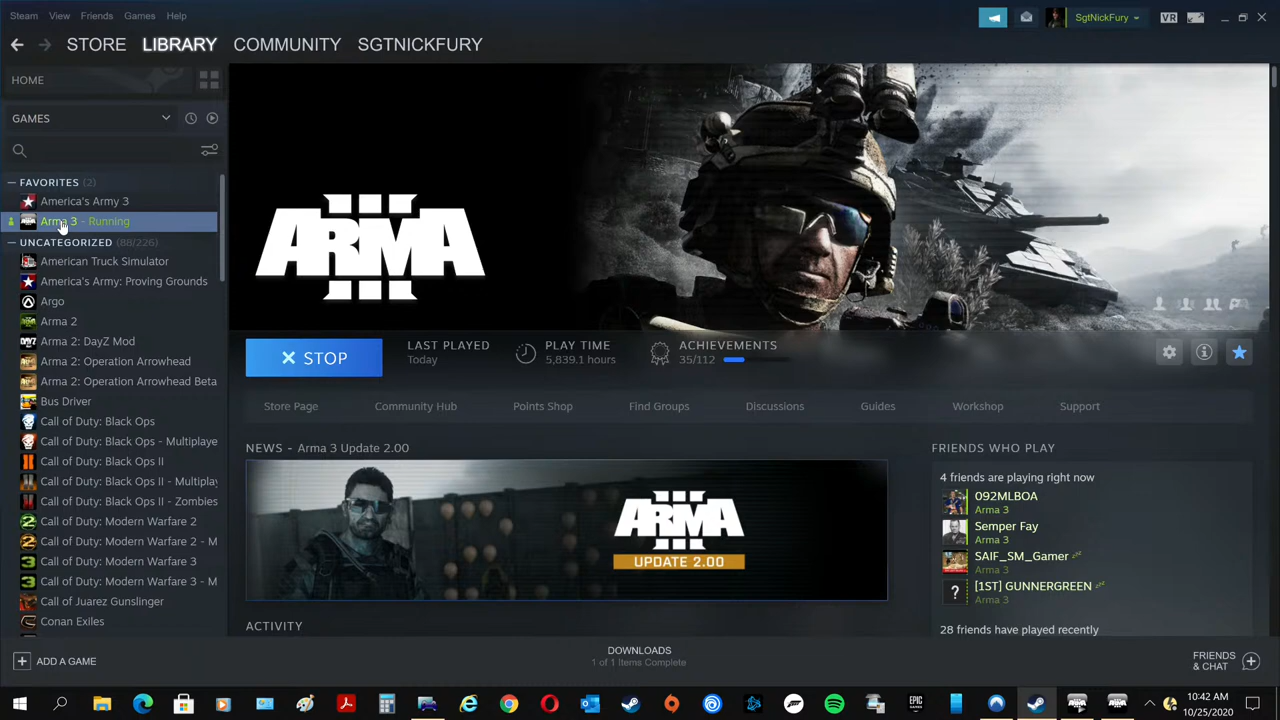 Steam View Friends Games Help
SgtNickFury
VR
STORE LIBRARY COMMUNITY SGTNICKFURY
HOME
GAMES
FAVORITES (2)
America's Army 3
Arma 3 - Running
UNCATEGORIZED (88/226)
American Truck Simulator
America's Army: Proving Grounds
Argo
Arma 2
Arma 2: DayZ Mod
Arma 2: Operation Arrowhead
Arma 2: Operation Arrowhead Beta
Bus Driver
Call of Duty: Black Ops
Call of Duty: Black Ops - Multiplaye
Call of Duty: Black Ops II
Call of Duty: Black Ops II - Multipla
Call of Duty: Black Ops II - Zombies
Call of Duty: Modern Warfare 2
Call of Duty: Modern Warfare 2 - M
Call of Duty: Modern Warfare 3
Call of Duty: Modern Warfare 3 - M
Call of Juarez Gunslinger
Conan Exiles
ARMA III
STOP
LAST PLAYED
Today
PLAY TIME
5,839.1 hours
ACHIEVEMENTS
35/112
Store Page Community Hub Points Shop Find Groups Discussions Guides Workshop Support
NEWS - Arma 3 Update 2.00
ARMA III
UPDATE 2.00
ACTIVITY
FRIENDS WHO PLAY
4 friends are playing right now
092MLBOA
Arma 3
Semper Fay
Arma 3
SAIF_SM_Gamer zzz
Arma 3
? [1ST] GUNNERGREEN zzz
Arma 3
28 friends have played recently
ADD A GAME
DOWNLOADS
1 of 1 Items Complete
FRIENDS
& CHAT
EPIC
GAMES
10:42 AM
10/25/2020